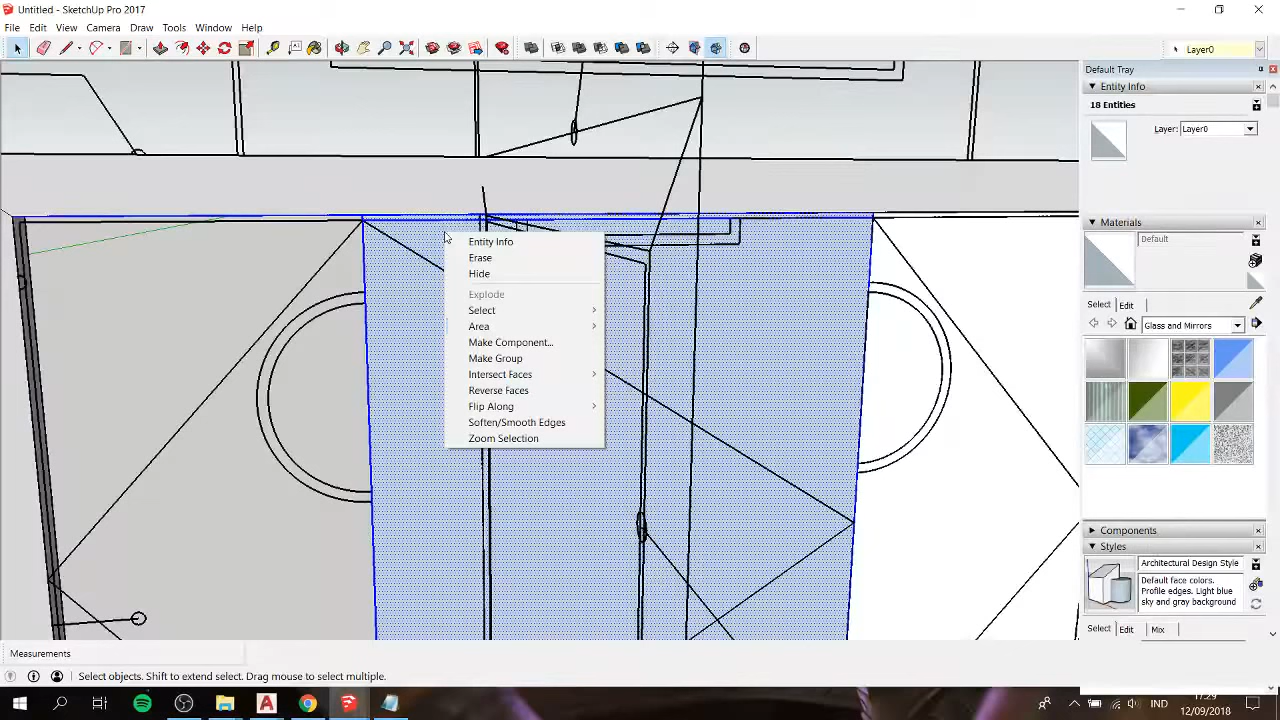 Untitled - SketchUp Pro 2017
File Edit View Camera Draw Tools Window Help
Layer0
Default Tray
Entity Info
18 Entities
Layer: Layer0
Materials
Default
Select Edit
Glass and Mirrors
Components
Styles
Architectural Design Style
Default face colors.
Profile edges. Light blue
sky and gray background
Select Edit Mix
Entity Info
Erase
Hide
Explode
Select
Area
Make Component...
Make Group
Intersect Faces
Reverse Faces
Flip Along
Soften/Smooth Edges
Zoom Selection
Measurements
Select objects. Shift to extend select. Drag mouse to select multiple.
IND
17:29
12/09/2018